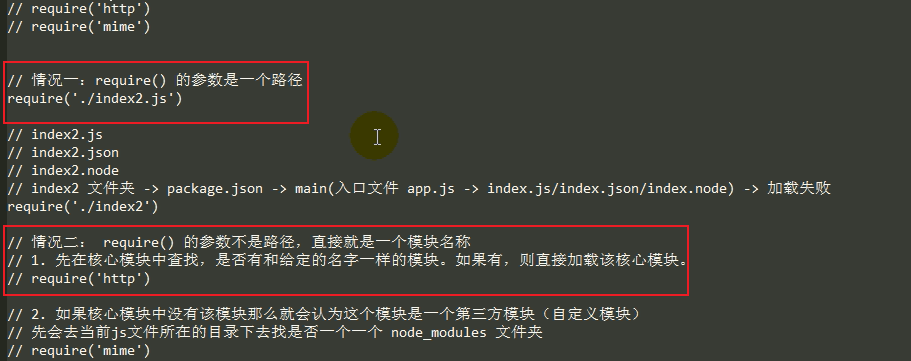 // require('http')
// require('mime')
// 情况一：require() 的参数是一个路径
require('./index2.js')
// index2.js
// index2.json
// index2.node
// index2 文件夹 -> package.json -> main(入口文件 app.js -> index.js/index.json/index.node) -> 加载失败
require('./index2')
// 情况二： require() 的参数不是路径，直接就是一个模块名称
// 1. 先在核心模块中查找，是否有和给定的名字一样的模块。如果有，则直接加载该核心模块。
// require('http')
// 2. 如果核心模块中没有该模块那么就会认为这个模块是一个第三方模块（自定义模块）
// 先会去当前js文件所在的目录下去找是否一个一个 node_modules 文件夹
// require('mime')